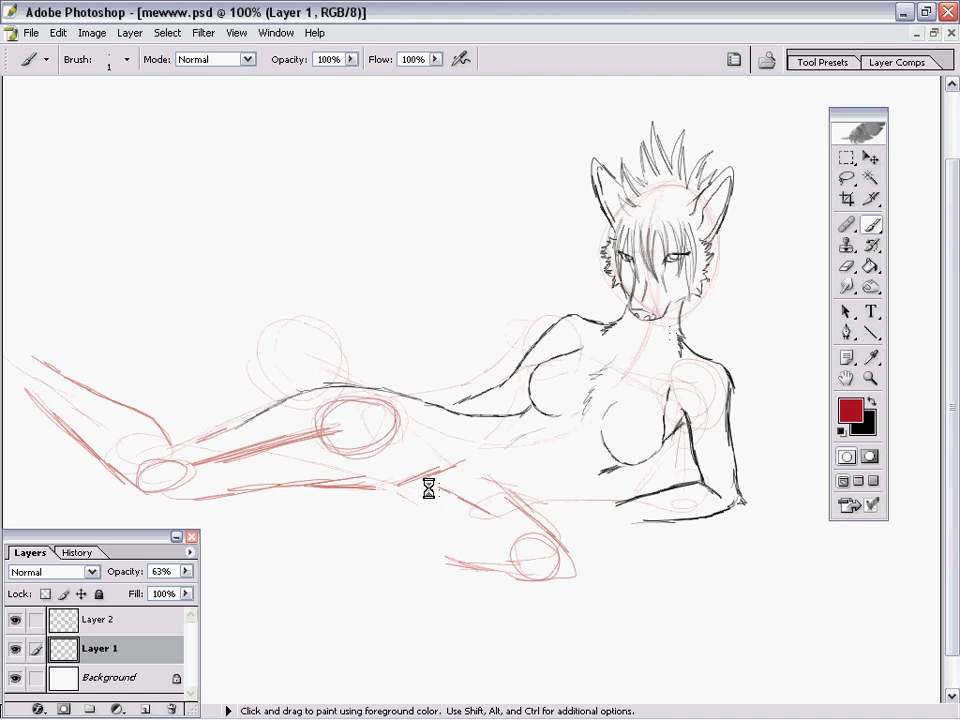 Adobe Photoshop - [mewww.psd @ 100% (Layer 1, RGB/8)]
File Edit Image Layer Select Filter View Window Help
Brush: 1 Mode: Normal Opacity: 100% Flow: 100% Tool Presets Layer Comps
Layers History
Normal Opacity: 63%
Lock: Fill: 100%
Layer 2
Layer 1
Background
Click and drag to paint using foreground color. Use Shift, Alt, and Ctrl for additional options.